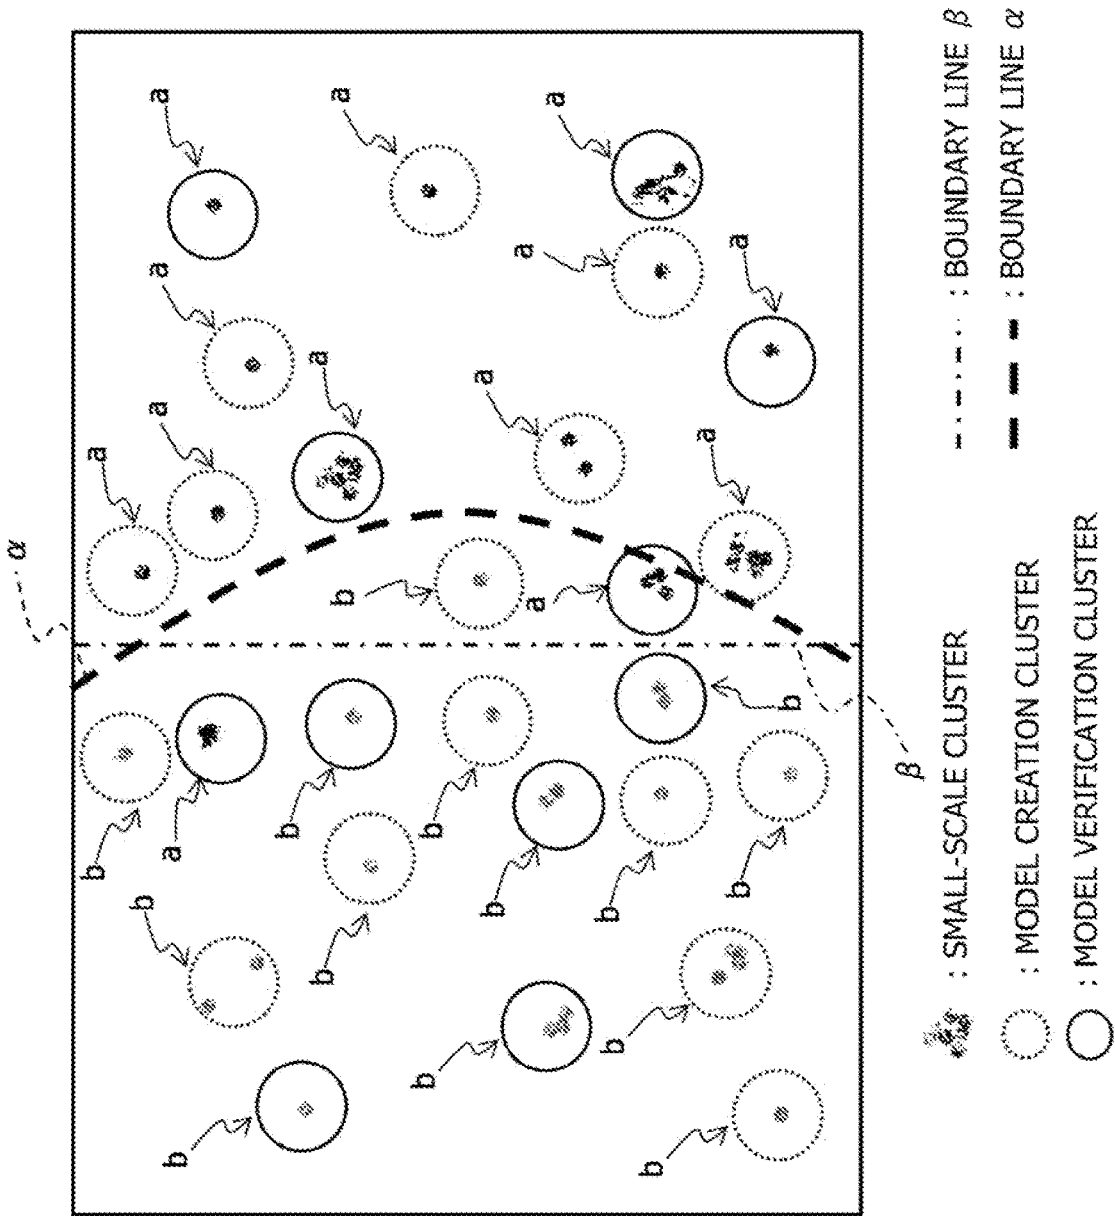 α
b
a
b
a
a
a
b
a
b
a
b
a
b
b
b
a
b
a
a
a
b
b
b
a
b
a
b
β
: SMALL-SCALE CLUSTER
: MODEL CREATION CLUSTER
: MODEL VERIFICATION CLUSTER
: BOUNDARY LINE β
: BOUNDARY LINE α